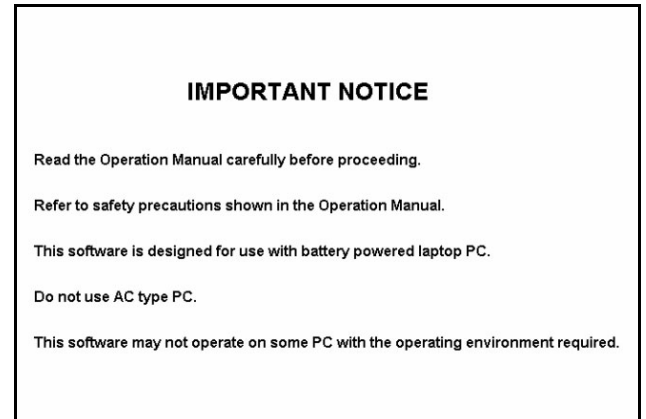 IMPORTANT NOTICE
Read the Operation Manual carefully before proceeding.
Refer to safety precautions shown in the Operation Manual.
This software is designed for use with battery powered laptop PC.
Do not use AC type PC.
This software may not operate on some PC with the operating environment required.